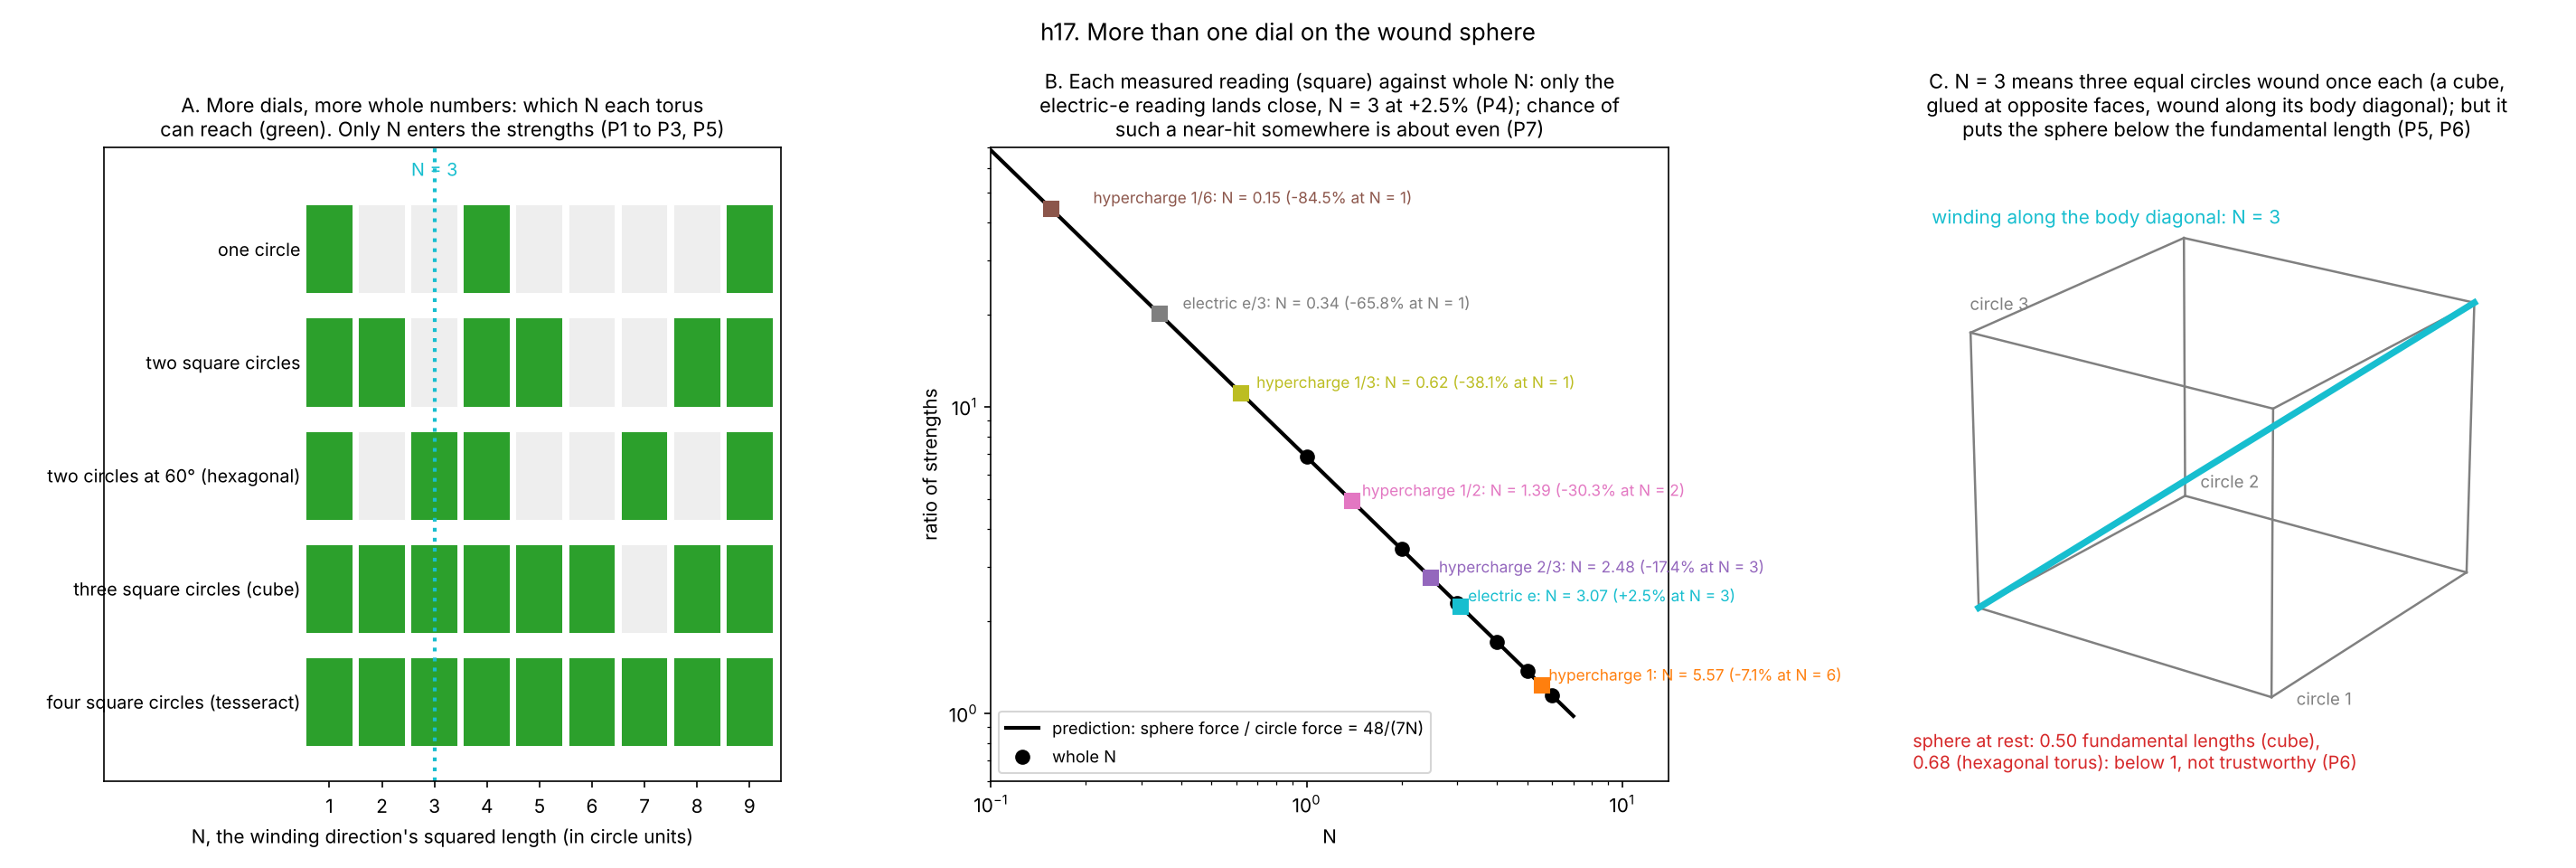 h17. More than one dial on the wound sphere
A. More dials, more whole numbers: which N each torus
can reach (green). Only N enters the strengths (P1 to P3, P5)
N = 3
one circle
two square circles
two circles at 60° (hexagonal)
three square circles (cube)
four square circles (tesseract)
1 2 3 4 5 6 7 8 9
N, the winding direction's squared length (in circle units)
B. Each measured reading (square) against whole N: only the
electric-e reading lands close, N = 3 at +2.5% (P4); chance of
such a near-hit somewhere is about even (P7)
ratio of strengths
10¹
10⁰
hypercharge 1/6: N = 0.15 (-84.5% at N = 1)
electric e/3: N = 0.34 (-65.8% at N = 1)
hypercharge 1/3: N = 0.62 (-38.1% at N = 1)
hypercharge 1/2: N = 1.39 (-30.3% at N = 2)
hypercharge 2/3: N = 2.48 (-17.4% at N = 3)
electric e: N = 3.07 (+2.5% at N = 3)
hypercharge 1: N = 5.57 (-7.1% at N = 6)
prediction: sphere force / circle force = 48/(7N)
whole N
10⁻¹ 10⁰ 10¹
N
C. N = 3 means three equal circles wound once each (a cube,
glued at opposite faces, wound along its body diagonal); but it
puts the sphere below the fundamental length (P5, P6)
winding along the body diagonal: N = 3
circle 3
circle 2
circle 1
sphere at rest: 0.50 fundamental lengths (cube),
0.68 (hexagonal torus): below 1, not trustworthy (P6)